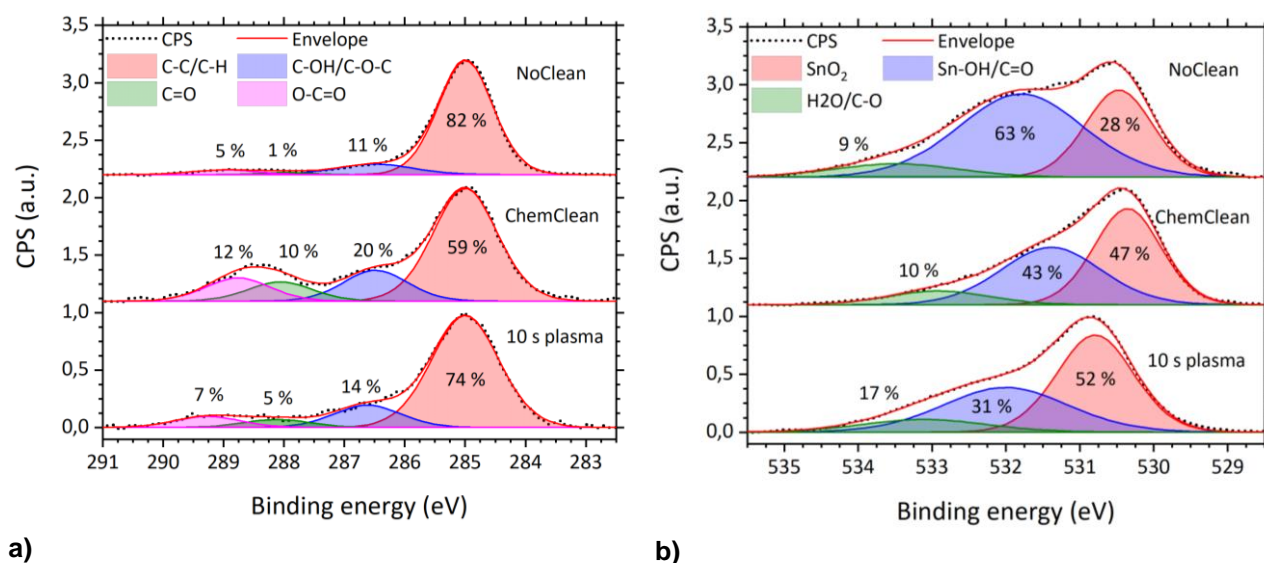 3,5
CPS
Envelope
C-C/C-H
C-OH/C-O-C
C=O
O-C=O
NoClean
3,0
2,5
2,0
1,5
1,0
0,5
0,0
5 %
1 %
11 %
82 %
ChemClean
12 %
10 %
20 %
59 %
10 s plasma
7 %
5 %
14 %
74 %
CPS (a.u.)
291 290 289 288 287 286 285 284 283
Binding energy (eV)
a)
3,5
CPS
Envelope
SnO2
Sn-OH/C=O
H2O/C-O
NoClean
3,0
2,5
2,0
1,5
1,0
0,5
0,0
9 %
63 %
28 %
ChemClean
10 %
43 %
47 %
10 s plasma
17 %
31 %
52 %
CPS (a.u.)
535 534 533 532 531 530 529
Binding energy (eV)
b)